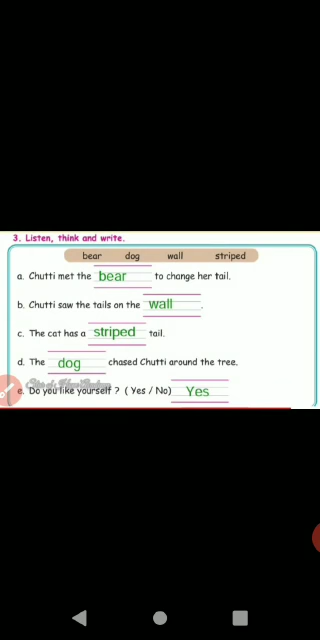 3. Listen, think and write.
bear dog wall striped
a. Chutti met the bear to change her tail.
b. Chutti saw the tails on the wall.
c. The cat has a striped tail.
d. The dog chased Chutti around the tree.
e. Do you like yourself ? ( Yes / No) Yes